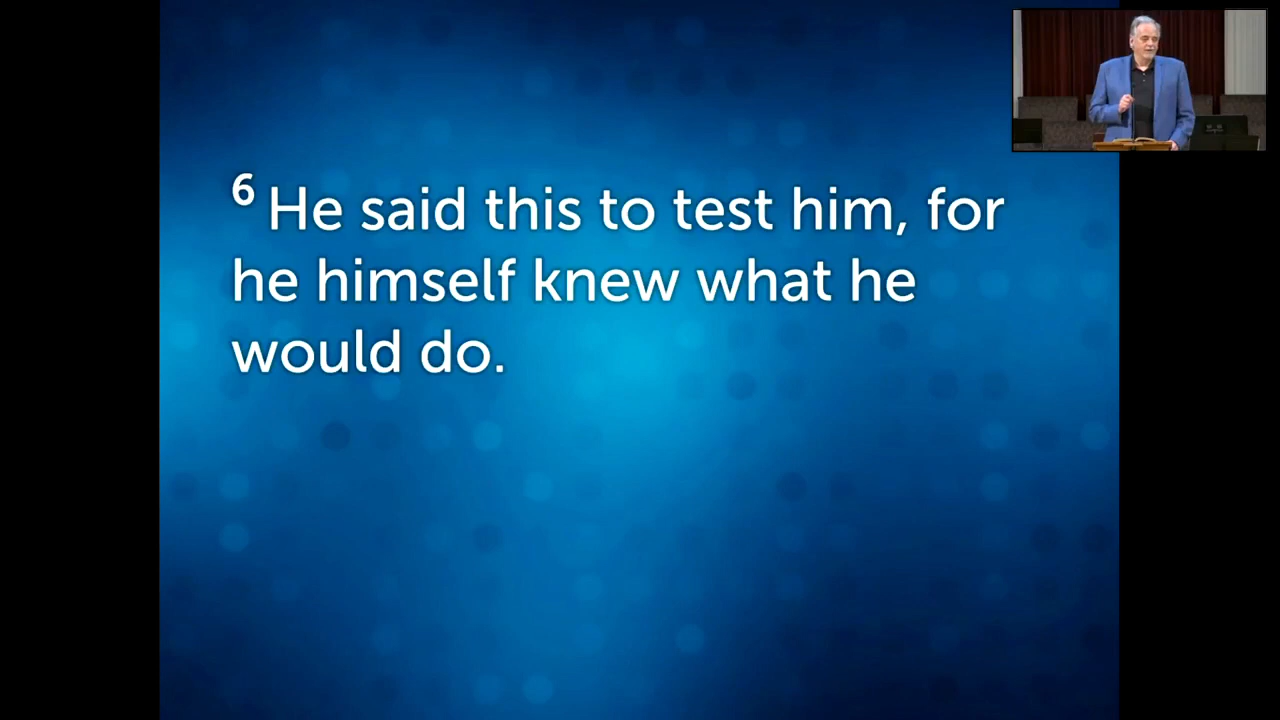 6 He said this to test him, for
he himself knew what he
would do.